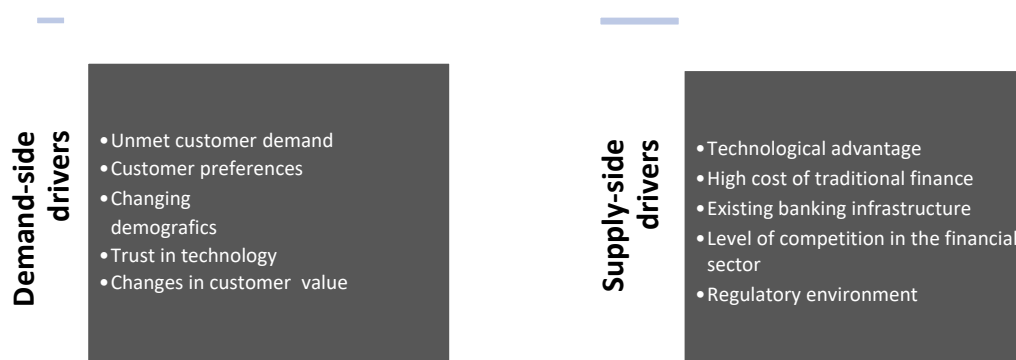 Demand-side
drivers
•Unmet customer demand
•Customer preferences
•Changing
demografics
•Trust in technology
•Changes in customer  value
Supply-side
drivers
•Technological advantage
•High cost of traditional finance
•Existing banking infrastructure
•Level of competition in the financial
sector
•Regulatory environment